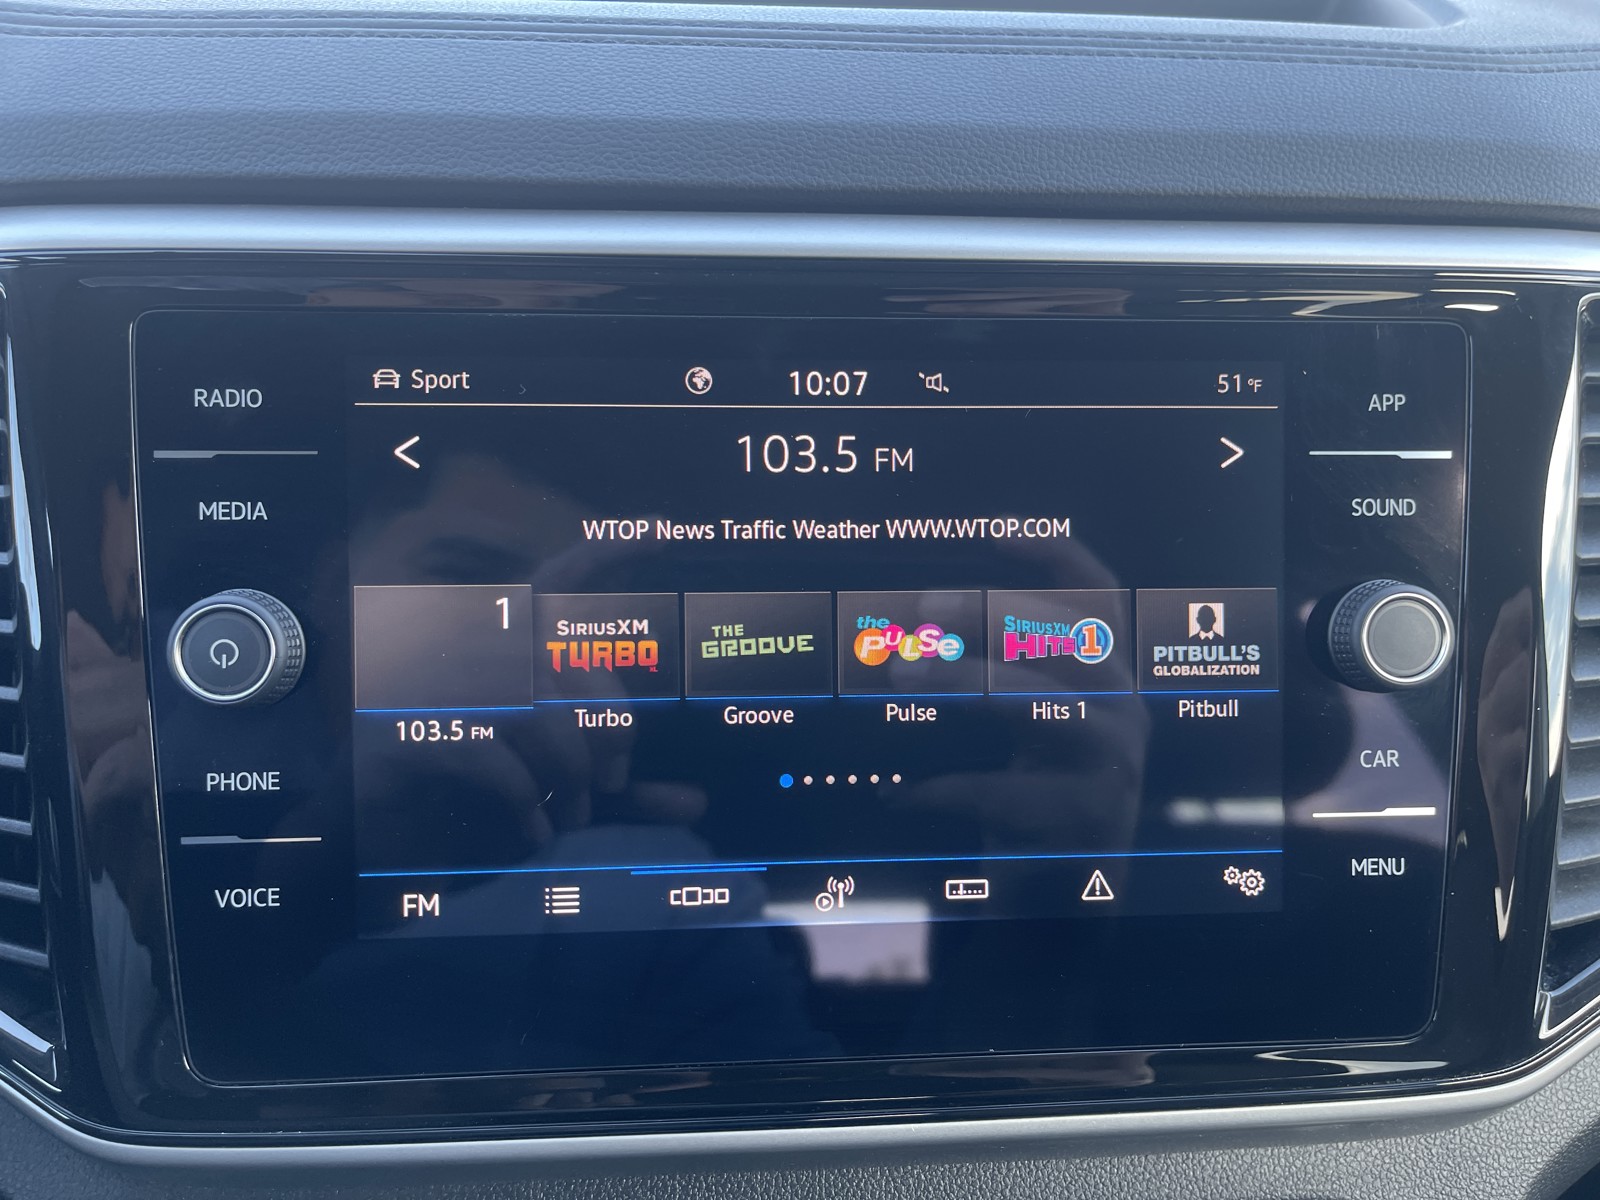 RADIO
MEDIA
PHONE
VOICE
Sport 10:07 51 °F
< 103.5 FM >
WTOP News Traffic Weather WWW.WTOP.COM
1
SIRIUSXM
TURBO XL
THE
GROOVE
the
PULSE
SIRIUSXM
HITS 1
PITBULL'S
GLOBALIZATION
103.5 FM Turbo Groove Pulse Hits 1 Pitbull
FM
APP
SOUND
CAR
MENU